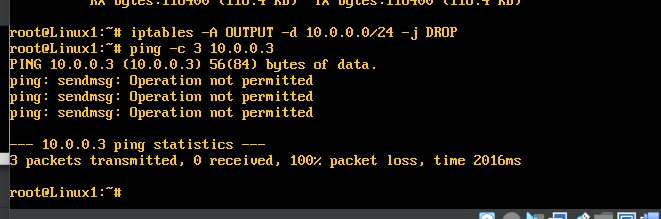 RX bytes:118400 (118.4 KB)  TX bytes:118400 (118.4 KB)
root@Linux1:~# iptables -A OUTPUT -d 10.0.0.0/24 -j DROP
root@Linux1:~# ping -c 3 10.0.0.3
PING 10.0.0.3 (10.0.0.3) 56(84) bytes of data.
ping: sendmsg: Operation not permitted
ping: sendmsg: Operation not permitted
ping: sendmsg: Operation not permitted
--- 10.0.0.3 ping statistics ---
3 packets transmitted, 0 received, 100% packet loss, time 2016ms
root@Linux1:~#